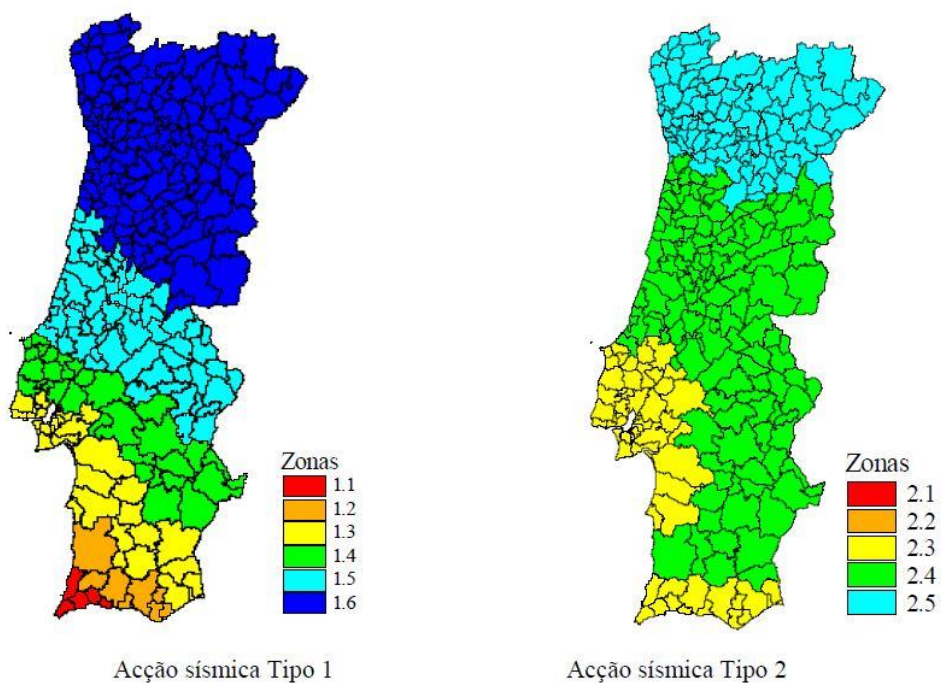 Zonas
1.1
1.2
1.3
1.4
1.5
1.6
Acção sísmica Tipo 1
Zonas
2.1
2.2
2.3
2.4
2.5
Acção sísmica Tipo 2